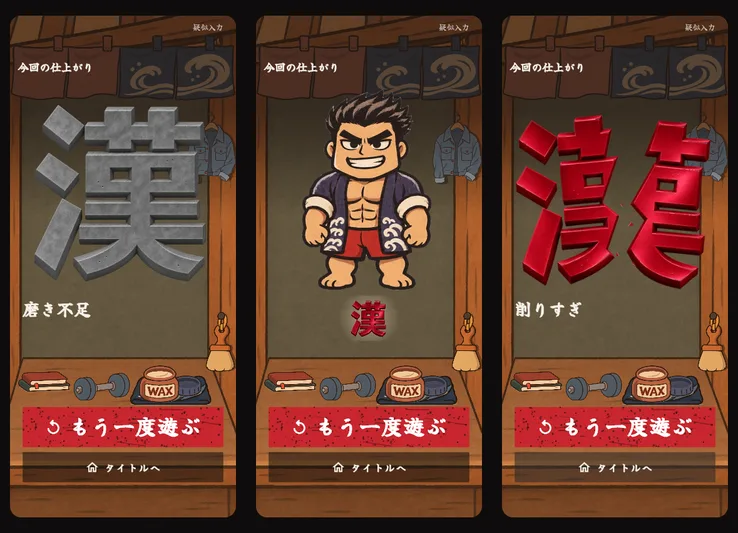 疑似入力
今回の仕上がり
漢
磨き不足
WAX
もう一度遊ぶ
タイトルへ
疑似入力
今回の仕上がり
漢
WAX
もう一度遊ぶ
タイトルへ
疑似入力
今回の仕上がり
漢
削りすぎ
WAX
もう一度遊ぶ
タイトルへ